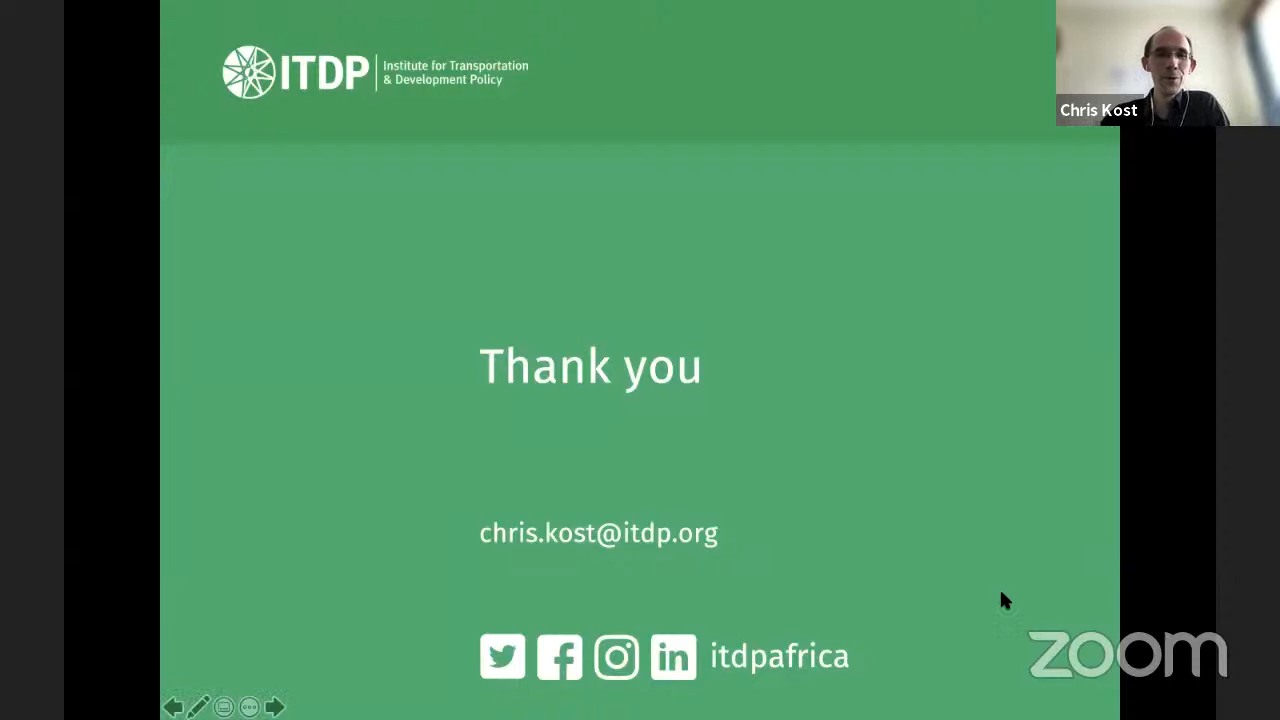 ITDP
Institute for Transportation
& Development Policy
Chris Kost
Thank you
chris.kost@itdp.org
itdpafrica
zoom